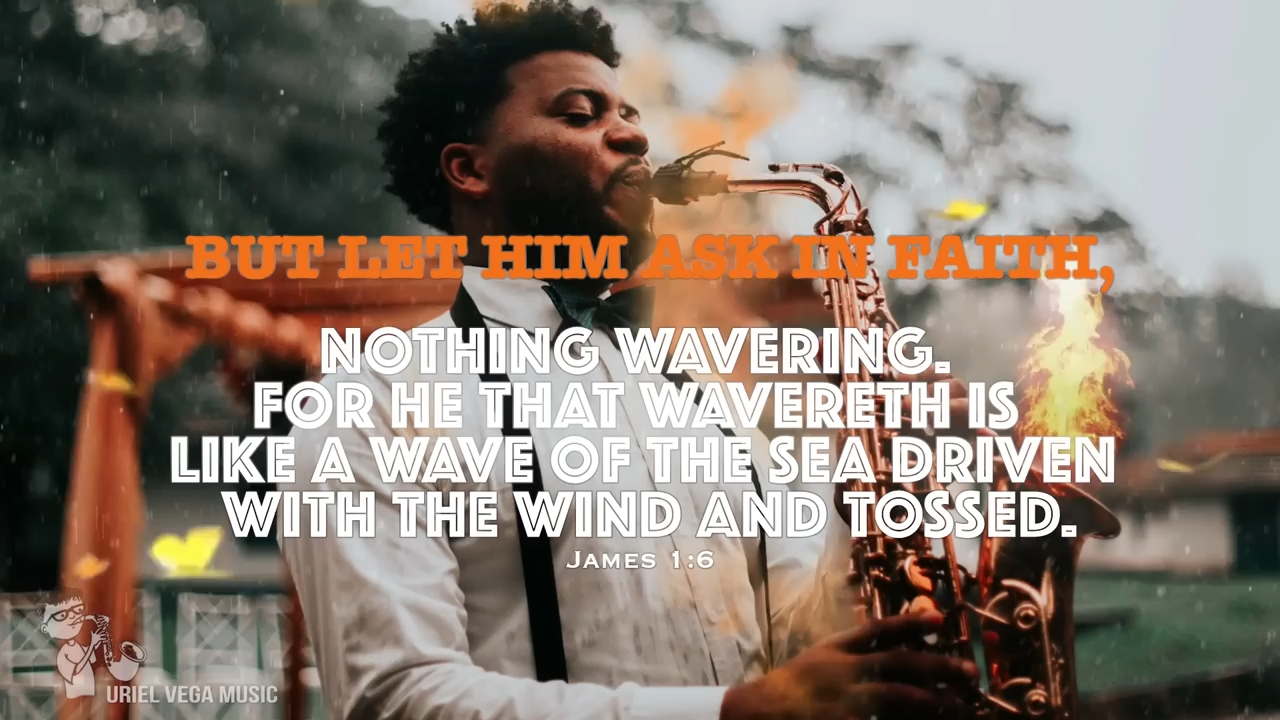 BUT LET HIM ASK IN FAITH,
NOTHING WAVERING.
FOR HE THAT WAVERETH IS
LIKE A WAVE OF THE SEA DRIVEN
WITH THE WIND AND TOSSED.
James 1:6
URIEL VEGA MUSIC